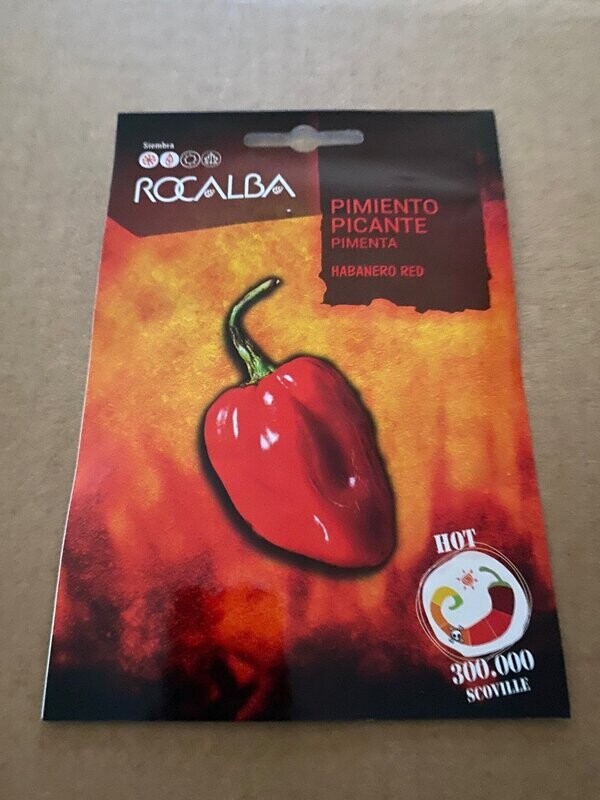 Siembra
ROCALBA
PIMIENTO
PICANTE
PIMENTA
HABANERO RED
HOT
300.000
SCOVILLE